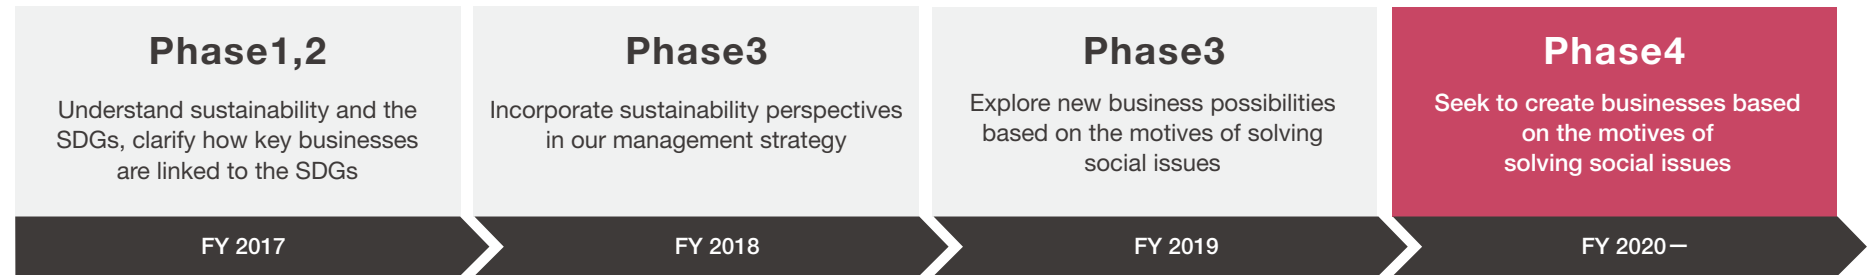 Phase1,2
Understand sustainability and the
SDGs, clarify how key businesses
are linked to the SDGs
FY 2017
Phase3
Incorporate sustainability perspectives
in our management strategy
FY 2018
Phase3
Explore new business possibilities
based on the motives of solving
social issues
FY 2019
Phase4
Seek to create businesses based
on the motives of
solving social issues
FY 2020—